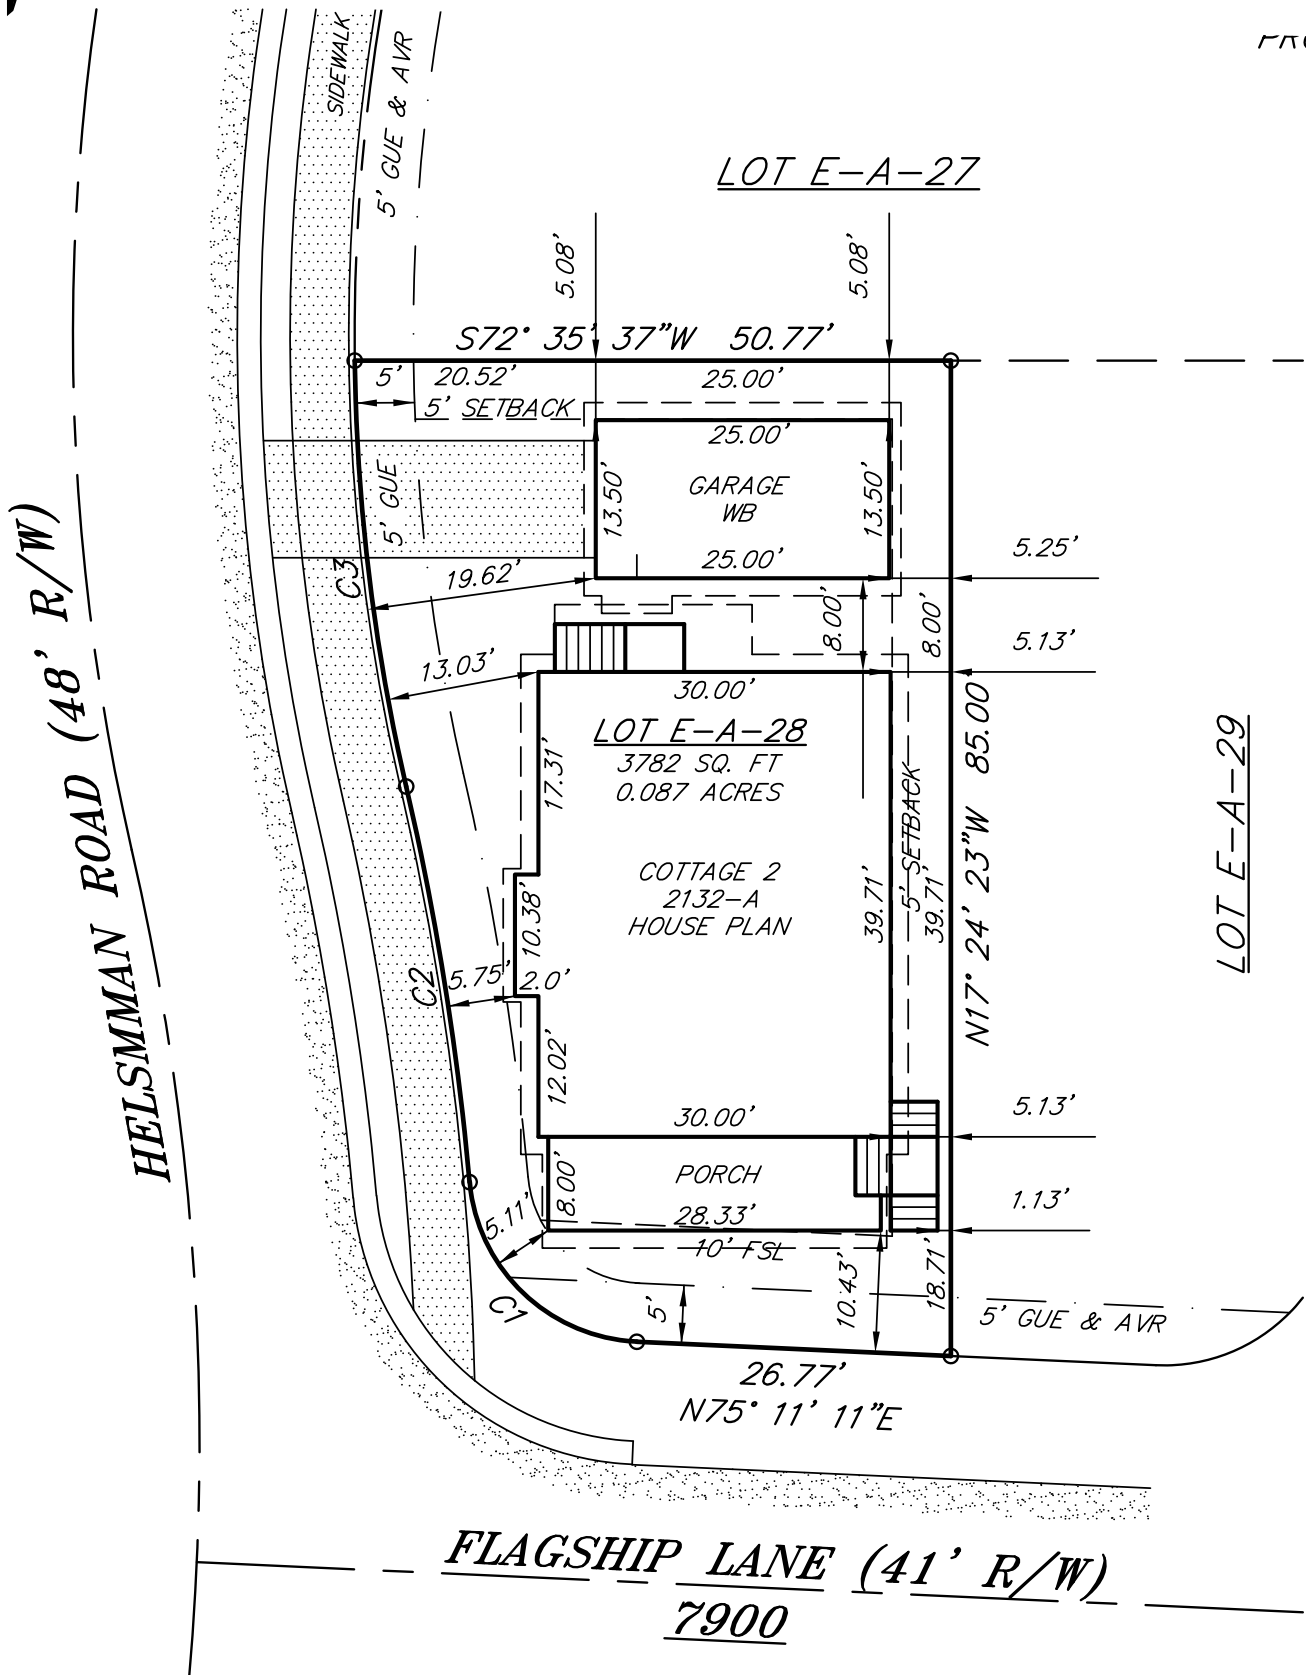 SIDEWALK
5' GUE & AVR
LOT E-A-27
5.08'
5.08'
S72° 35' 37"W 50.77'
5'
20.52'
25.00'
5' SETBACK
25.00'
5' GUE
13.50'
GARAGE
WB
13.50'
25.00'
5.25'
C3
19.62'
8.00'
8.00'
5.13'
13.03'
30.00'
LOT E-A-28
3782 SQ. FT
0.087 ACRES
17.31'
5' SETBACK
N17° 24' 23"W 85.00'
LOT E-A-29
HELSMMAN ROAD (48' R/W)
COTTAGE 2
2132-A
HOUSE PLAN
10.38'
39.71'
39.71'
C2
5.75'
2.0'
12.02'
30.00'
5.13'
PORCH
8.00'
28.33'
1.13'
5.11'
10' FSL
10.43'
18.71'
C1
5'
5' GUE & AVR
26.77'
N75° 11' 11"E
FLAGSHIP LANE (41' R/W)
7900